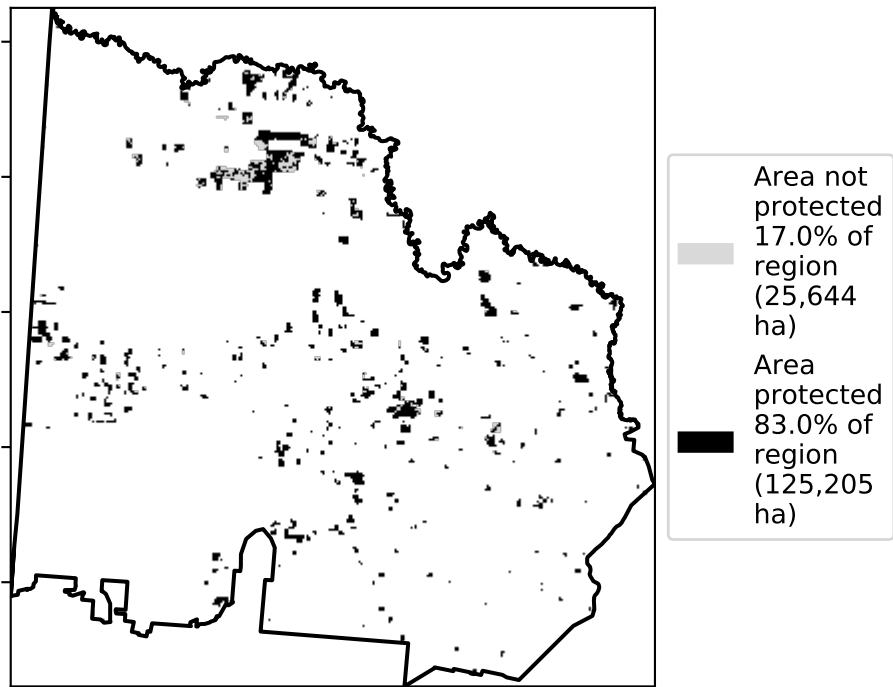 Area not
protected
17.0% of
region
(25,644
ha)
Area
protected
83.0% of
region
(125,205
ha)